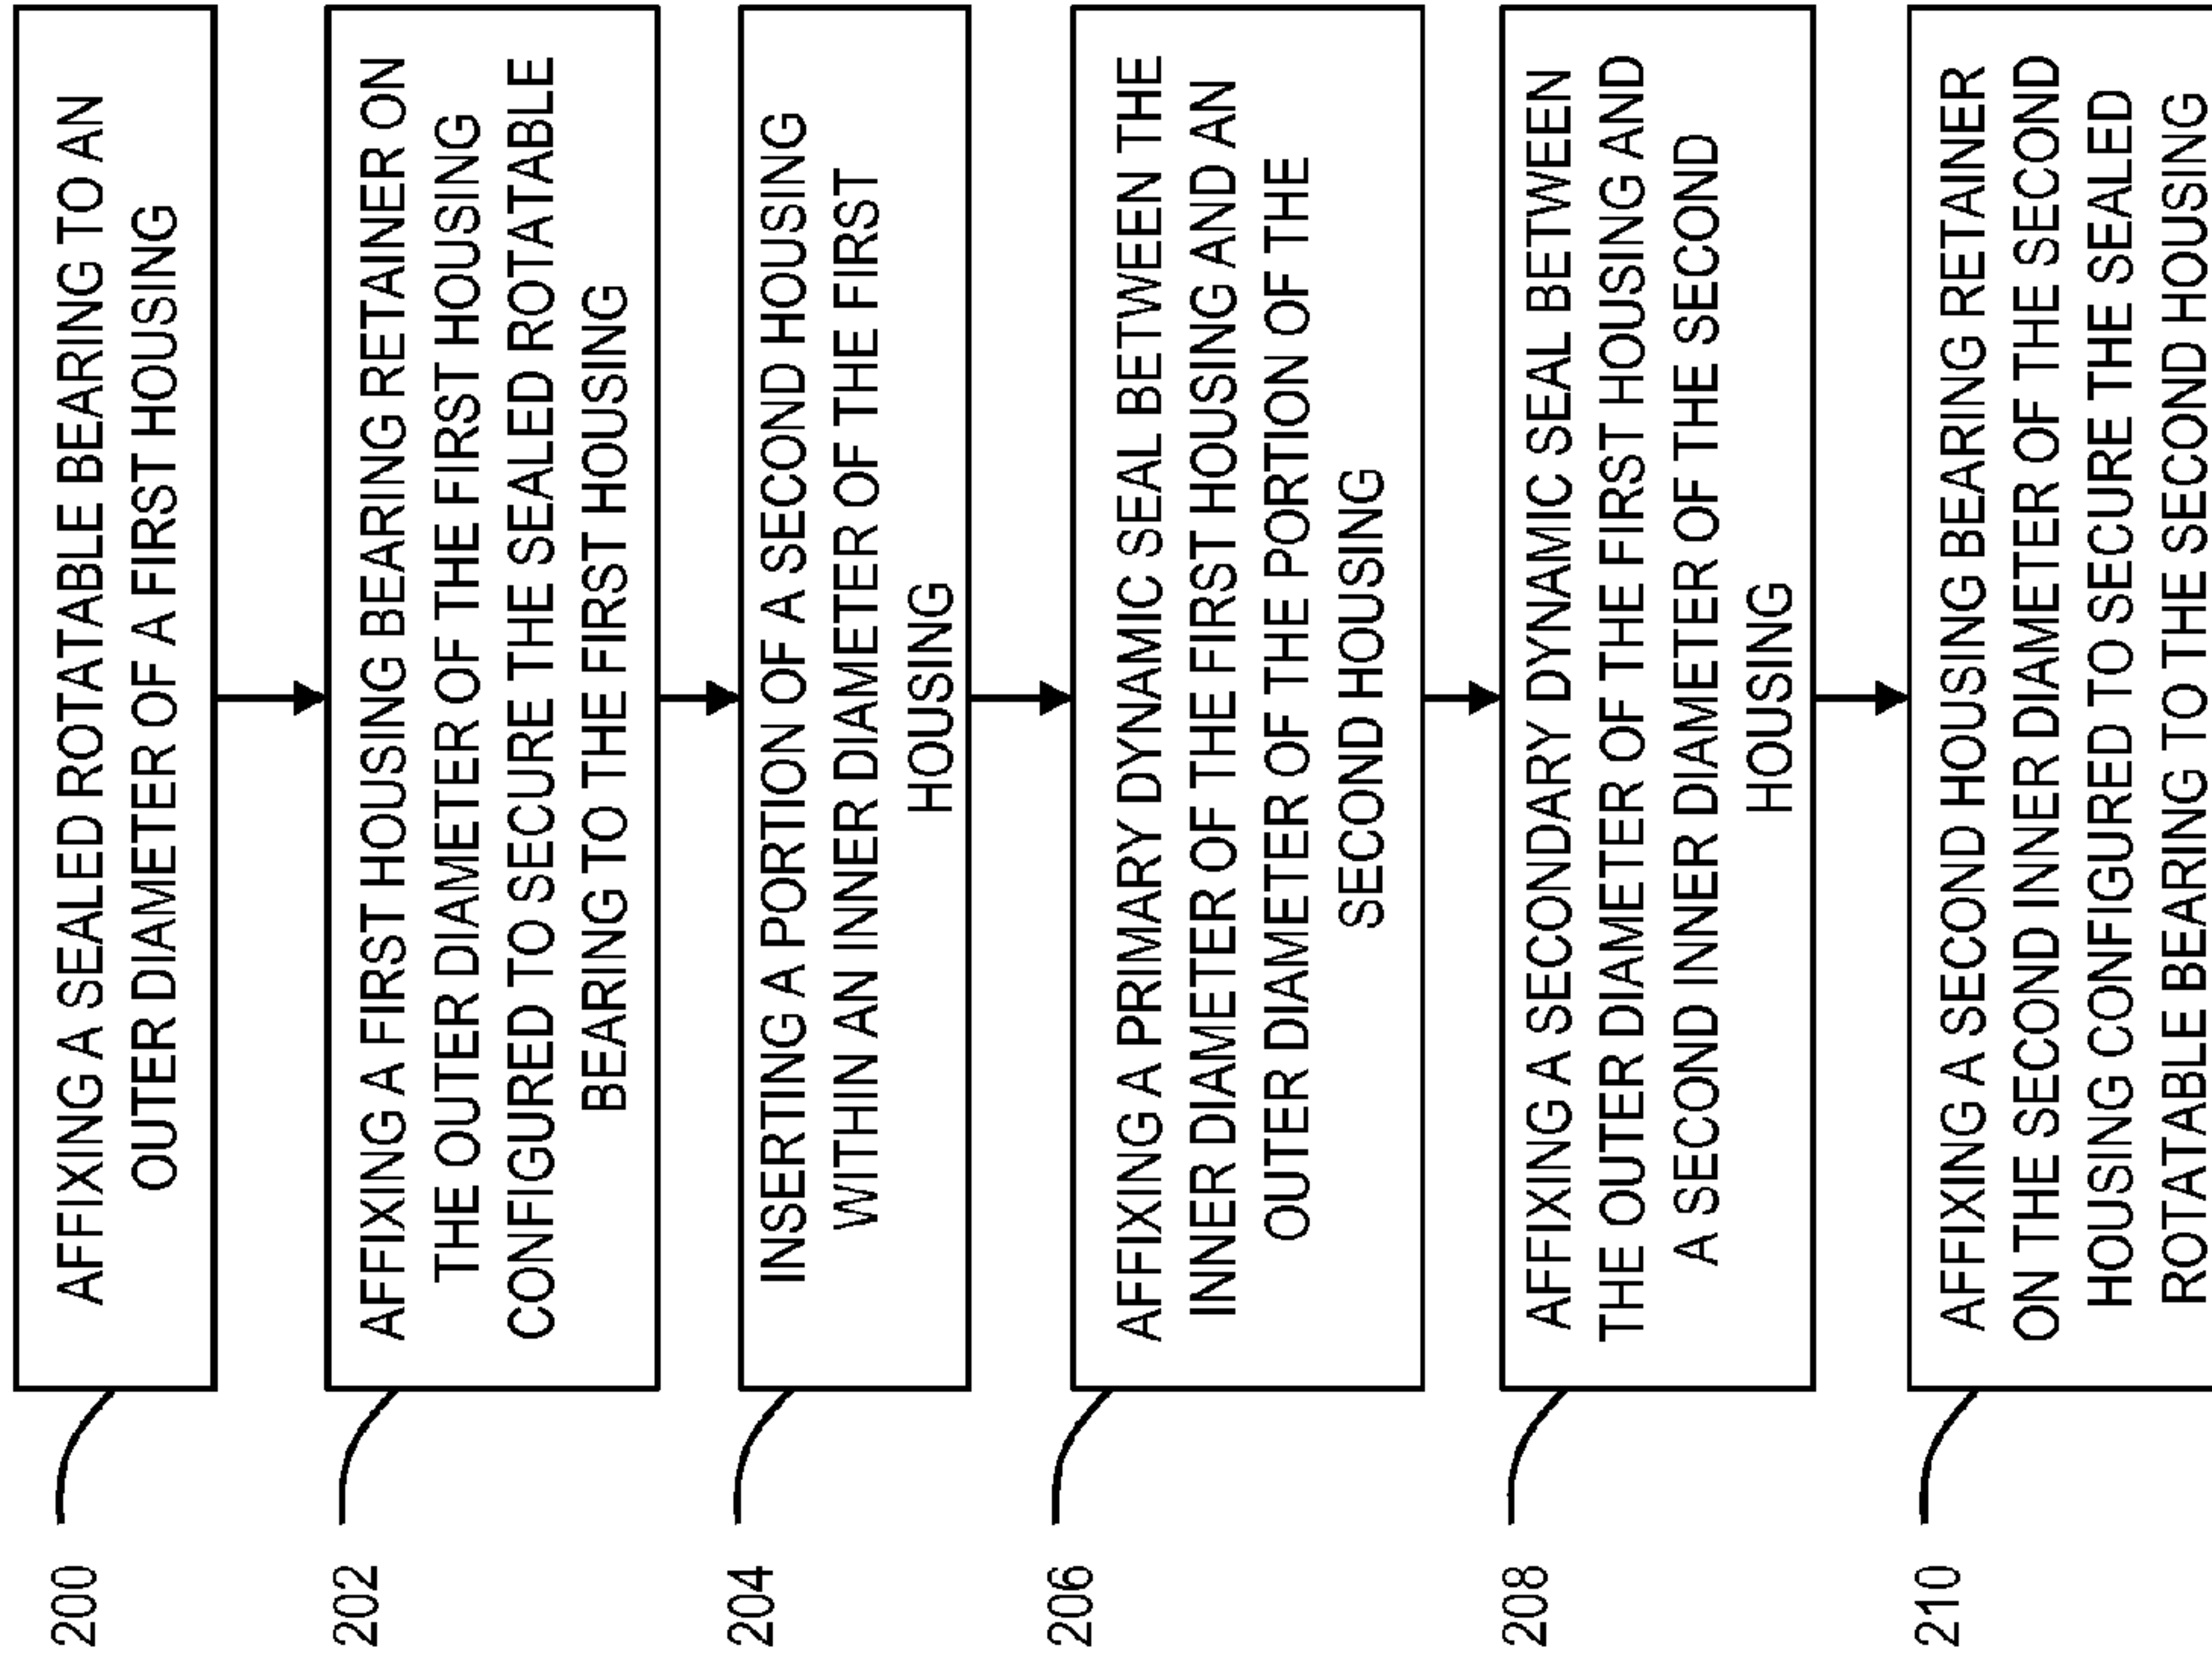 200
AFFIXING A SEALED ROTATABLE BEARING TO AN
OUTER DIAMETER OF A FIRST HOUSING
202
AFFIXING A FIRST HOUSING BEARING RETAINER ON
THE OUTER DIAMETER OF THE FIRST HOUSING
CONFIGURED TO SECURE THE SEALED ROTATABLE
BEARING TO THE FIRST HOUSING
204
INSERTING A PORTION OF A SECOND HOUSING
WITHIN AN INNER DIAMETER OF THE FIRST
HOUSING
206
AFFIXING A PRIMARY DYNAMIC SEAL BETWEEN THE
INNER DIAMETER OF THE FIRST HOUSING AND AN
OUTER DIAMETER OF THE PORTION OF THE
SECOND HOUSING
208
AFFIXING A SECONDARY DYNAMIC SEAL BETWEEN
THE OUTER DIAMETER OF THE FIRST HOUSING AND
A SECOND INNER DIAMETER OF THE SECOND
HOUSING
210
AFFIXING A SECOND HOUSING BEARING RETAINER
ON THE SECOND INNER DIAMETER OF THE SECOND
HOUSING CONFIGURED TO SECURE THE SEALED
ROTATABLE BEARING TO THE SECOND HOUSING